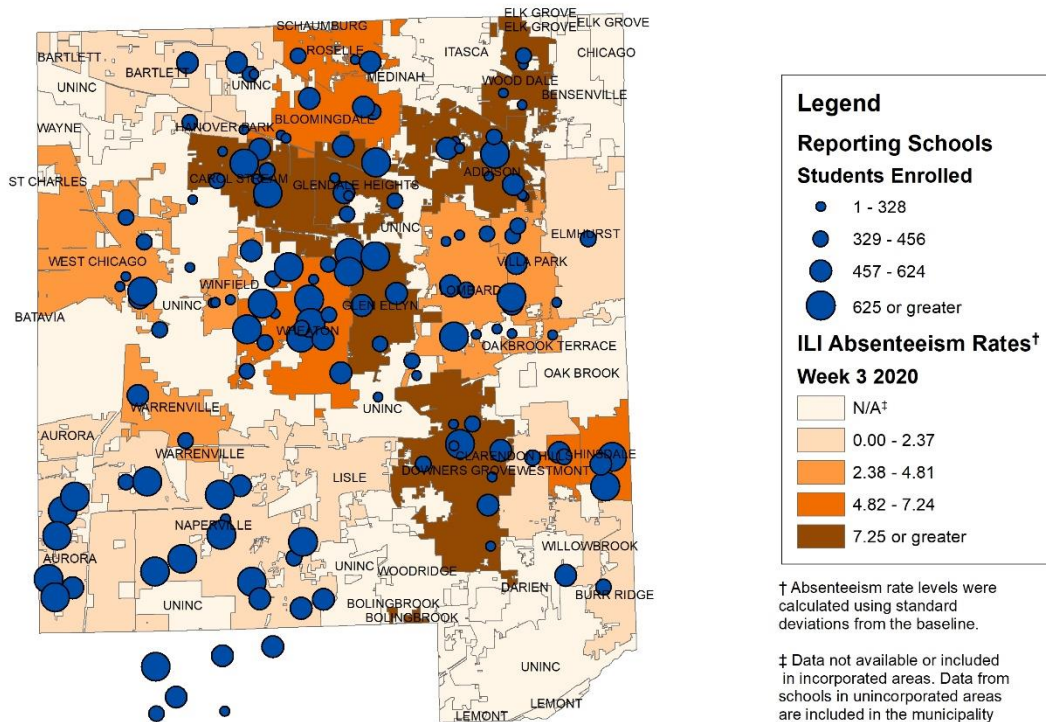 ELK GROVE
ELK GROVE
ELK GROVE
SCHAUMBURG
ROSELLE
ITASCA
CHICAGO
BARTLETT
BARTLETT
MEDINAH
UNINC
UNINC
WOOD DALE
BENSENVILLE
WAYNE
HANOVER PARK
BLOOMINGDALE
ST CHARLES
CAROL STREAM
GLENDALE HEIGHTS
ADDISON
UNINC
ELMHURST
WEST CHICAGO
VILLA PARK
WINFIELD
LOMBARD
UNINC
BATAVIA
GLEN ELLYN
WHEATON
OAKBROOK TERRACE
OAK BROOK
WARRENVILLE
UNINC
AURORA
WARRENVILLE
CLARENDON HILLS
HINSDALE
LISLE
DOWNERS GROVE
WESTMONT
NAPERVILLE
WILLOWBROOK
AURORA
UNINC
WOODRIDGE
DARIEN
BURR RIDGE
UNINC
BOLINGBROOK
BOLINGBROOK
UNINC
LEMONT
LEMONT
Legend
Reporting Schools
Students Enrolled
1 - 328
329 - 456
457 - 624
625 or greater
ILI Absenteeism Rates†
Week 3 2020
N/A‡
0.00 - 2.37
2.38 - 4.81
4.82 - 7.24
7.25 or greater
† Absenteeism rate levels were
calculated using standard
deviations from the baseline.
‡ Data not available or included
in incorporated areas. Data from
schools in unincorporated areas
are included in the municipality